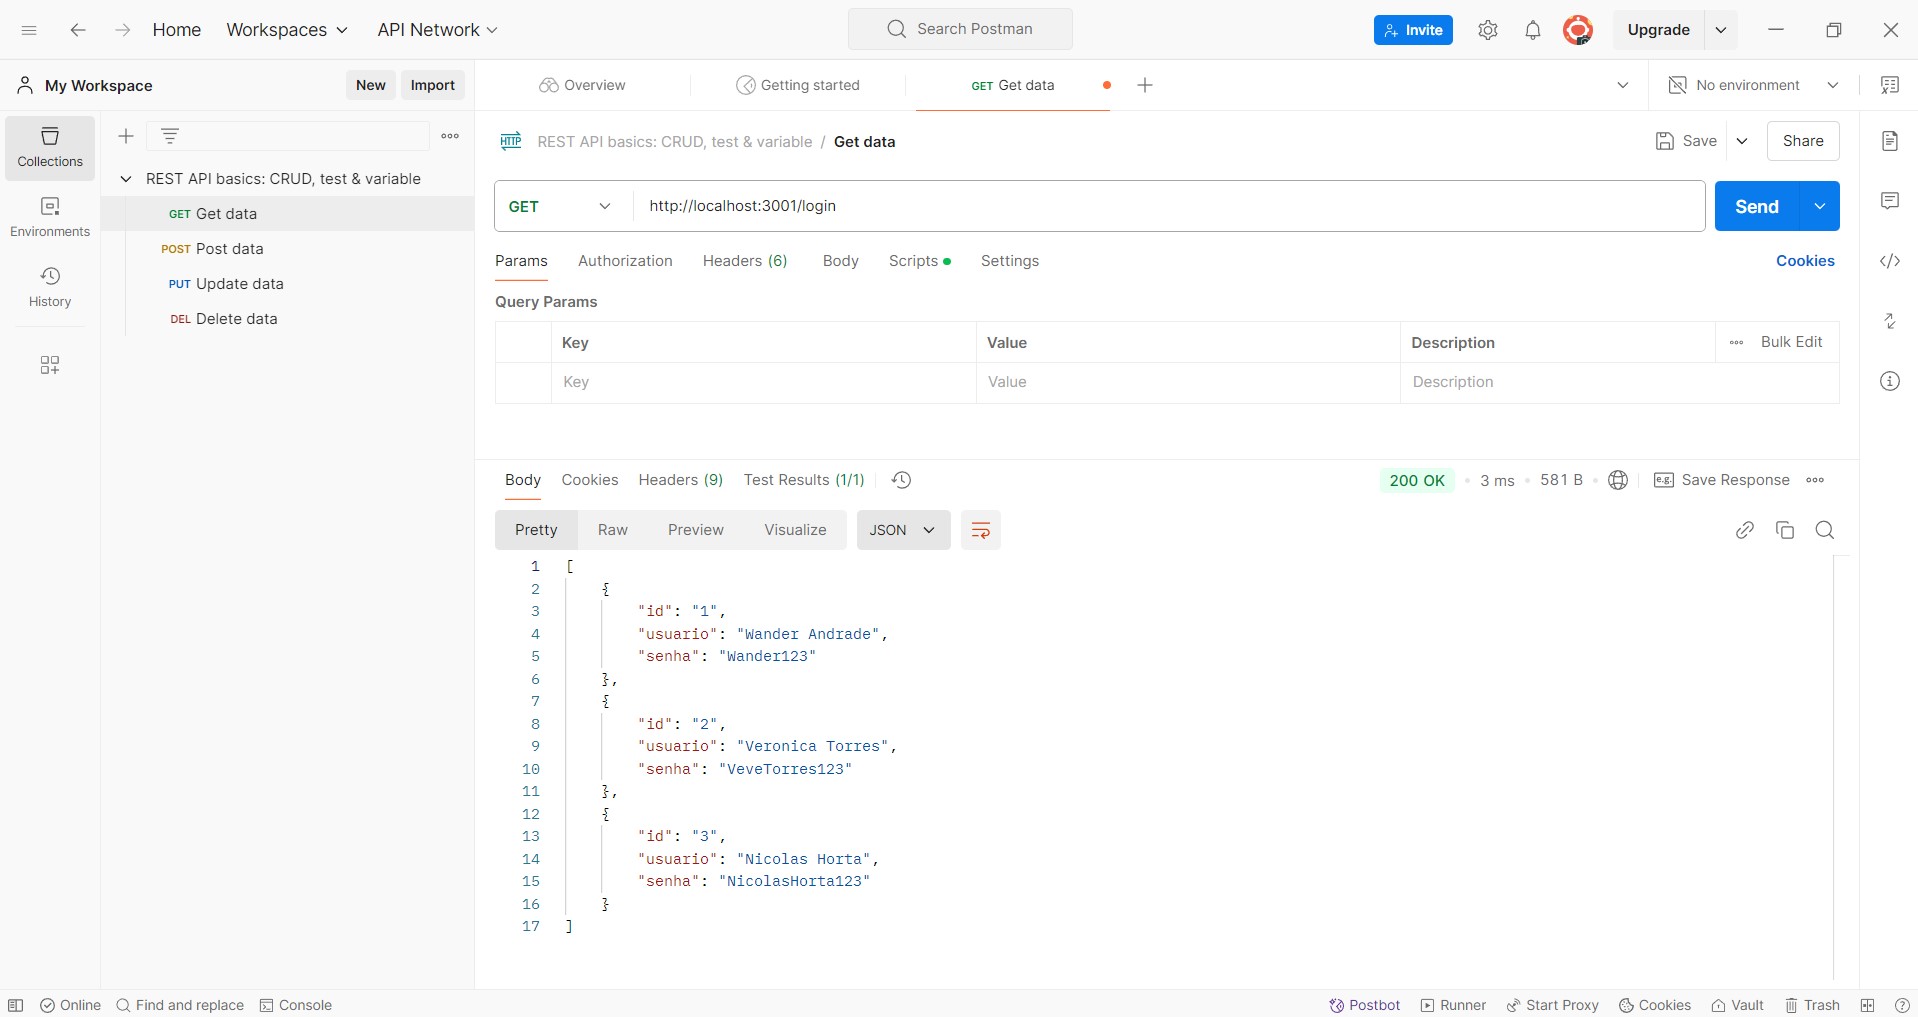 Home Workspaces API Network Search Postman Invite Upgrade
My Workspace New Import Overview Getting started GET Get data No environment
Collections
Environments
History
REST API basics: CRUD, test & variable
GET Get data
POST Post data
PUT Update data
DEL Delete data
HTTP REST API basics: CRUD, test & variable / Get data Save Share
GET http://localhost:3001/login Send
Params Authorization Headers (6) Body Scripts Settings Cookies
Query Params
Key Value Description Bulk Edit
Key Value Description
Body Cookies Headers (9) Test Results (1/1) 200 OK 3 ms 581 B e.g. Save Response
Pretty Raw Preview Visualize JSON
1 [
2 {
3 "id": "1",
4 "usuario": "Wander Andrade",
5 "senha": "Wander123"
6 },
7 {
8 "id": "2",
9 "usuario": "Veronica Torres",
10 "senha": "VeveTorres123"
11 },
12 {
13 "id": "3",
14 "usuario": "Nicolas Horta",
15 "senha": "NicolasHorta123"
16 }
17 ]
Online Find and replace Console Postbot Runner Start Proxy Cookies Vault Trash